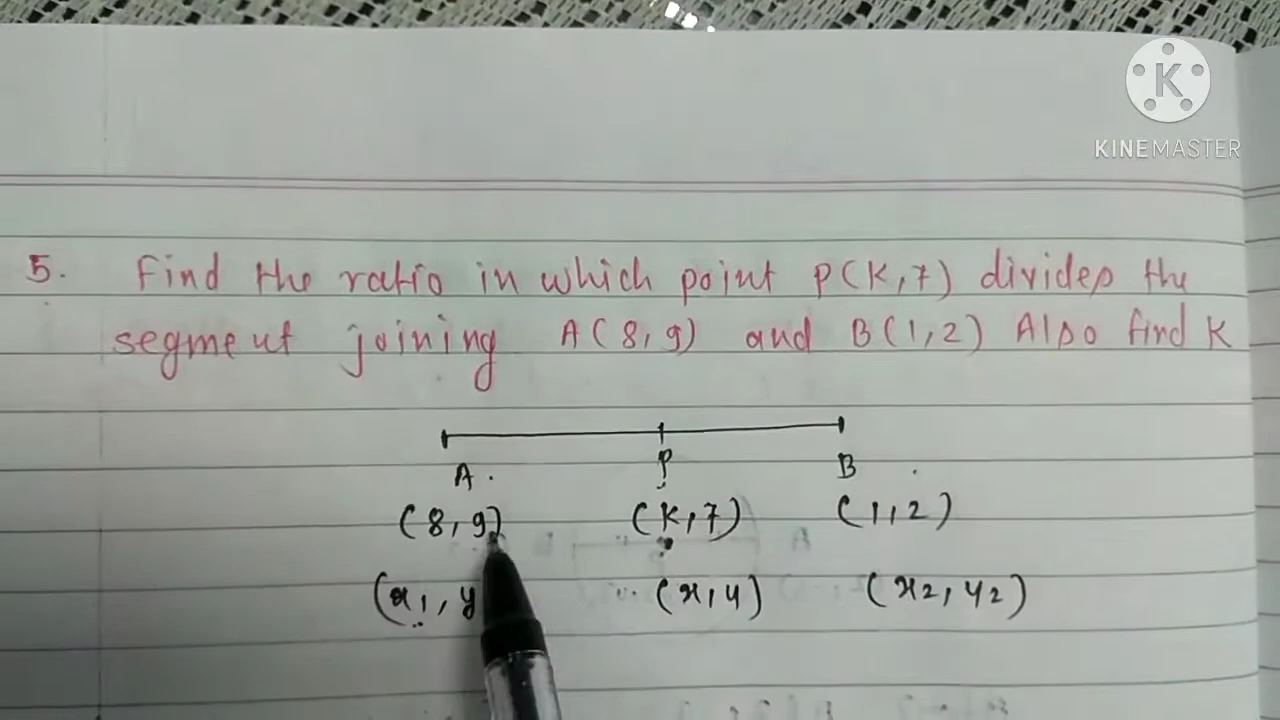 KINEMASTER
5. Find the ratio in which point P(K,7) divides the
segment joining A(8,9) and B(1,2) Also find K
A P B
(8,9) (k,7) (1,2)
(x1, y (x,y) (x2, y2)